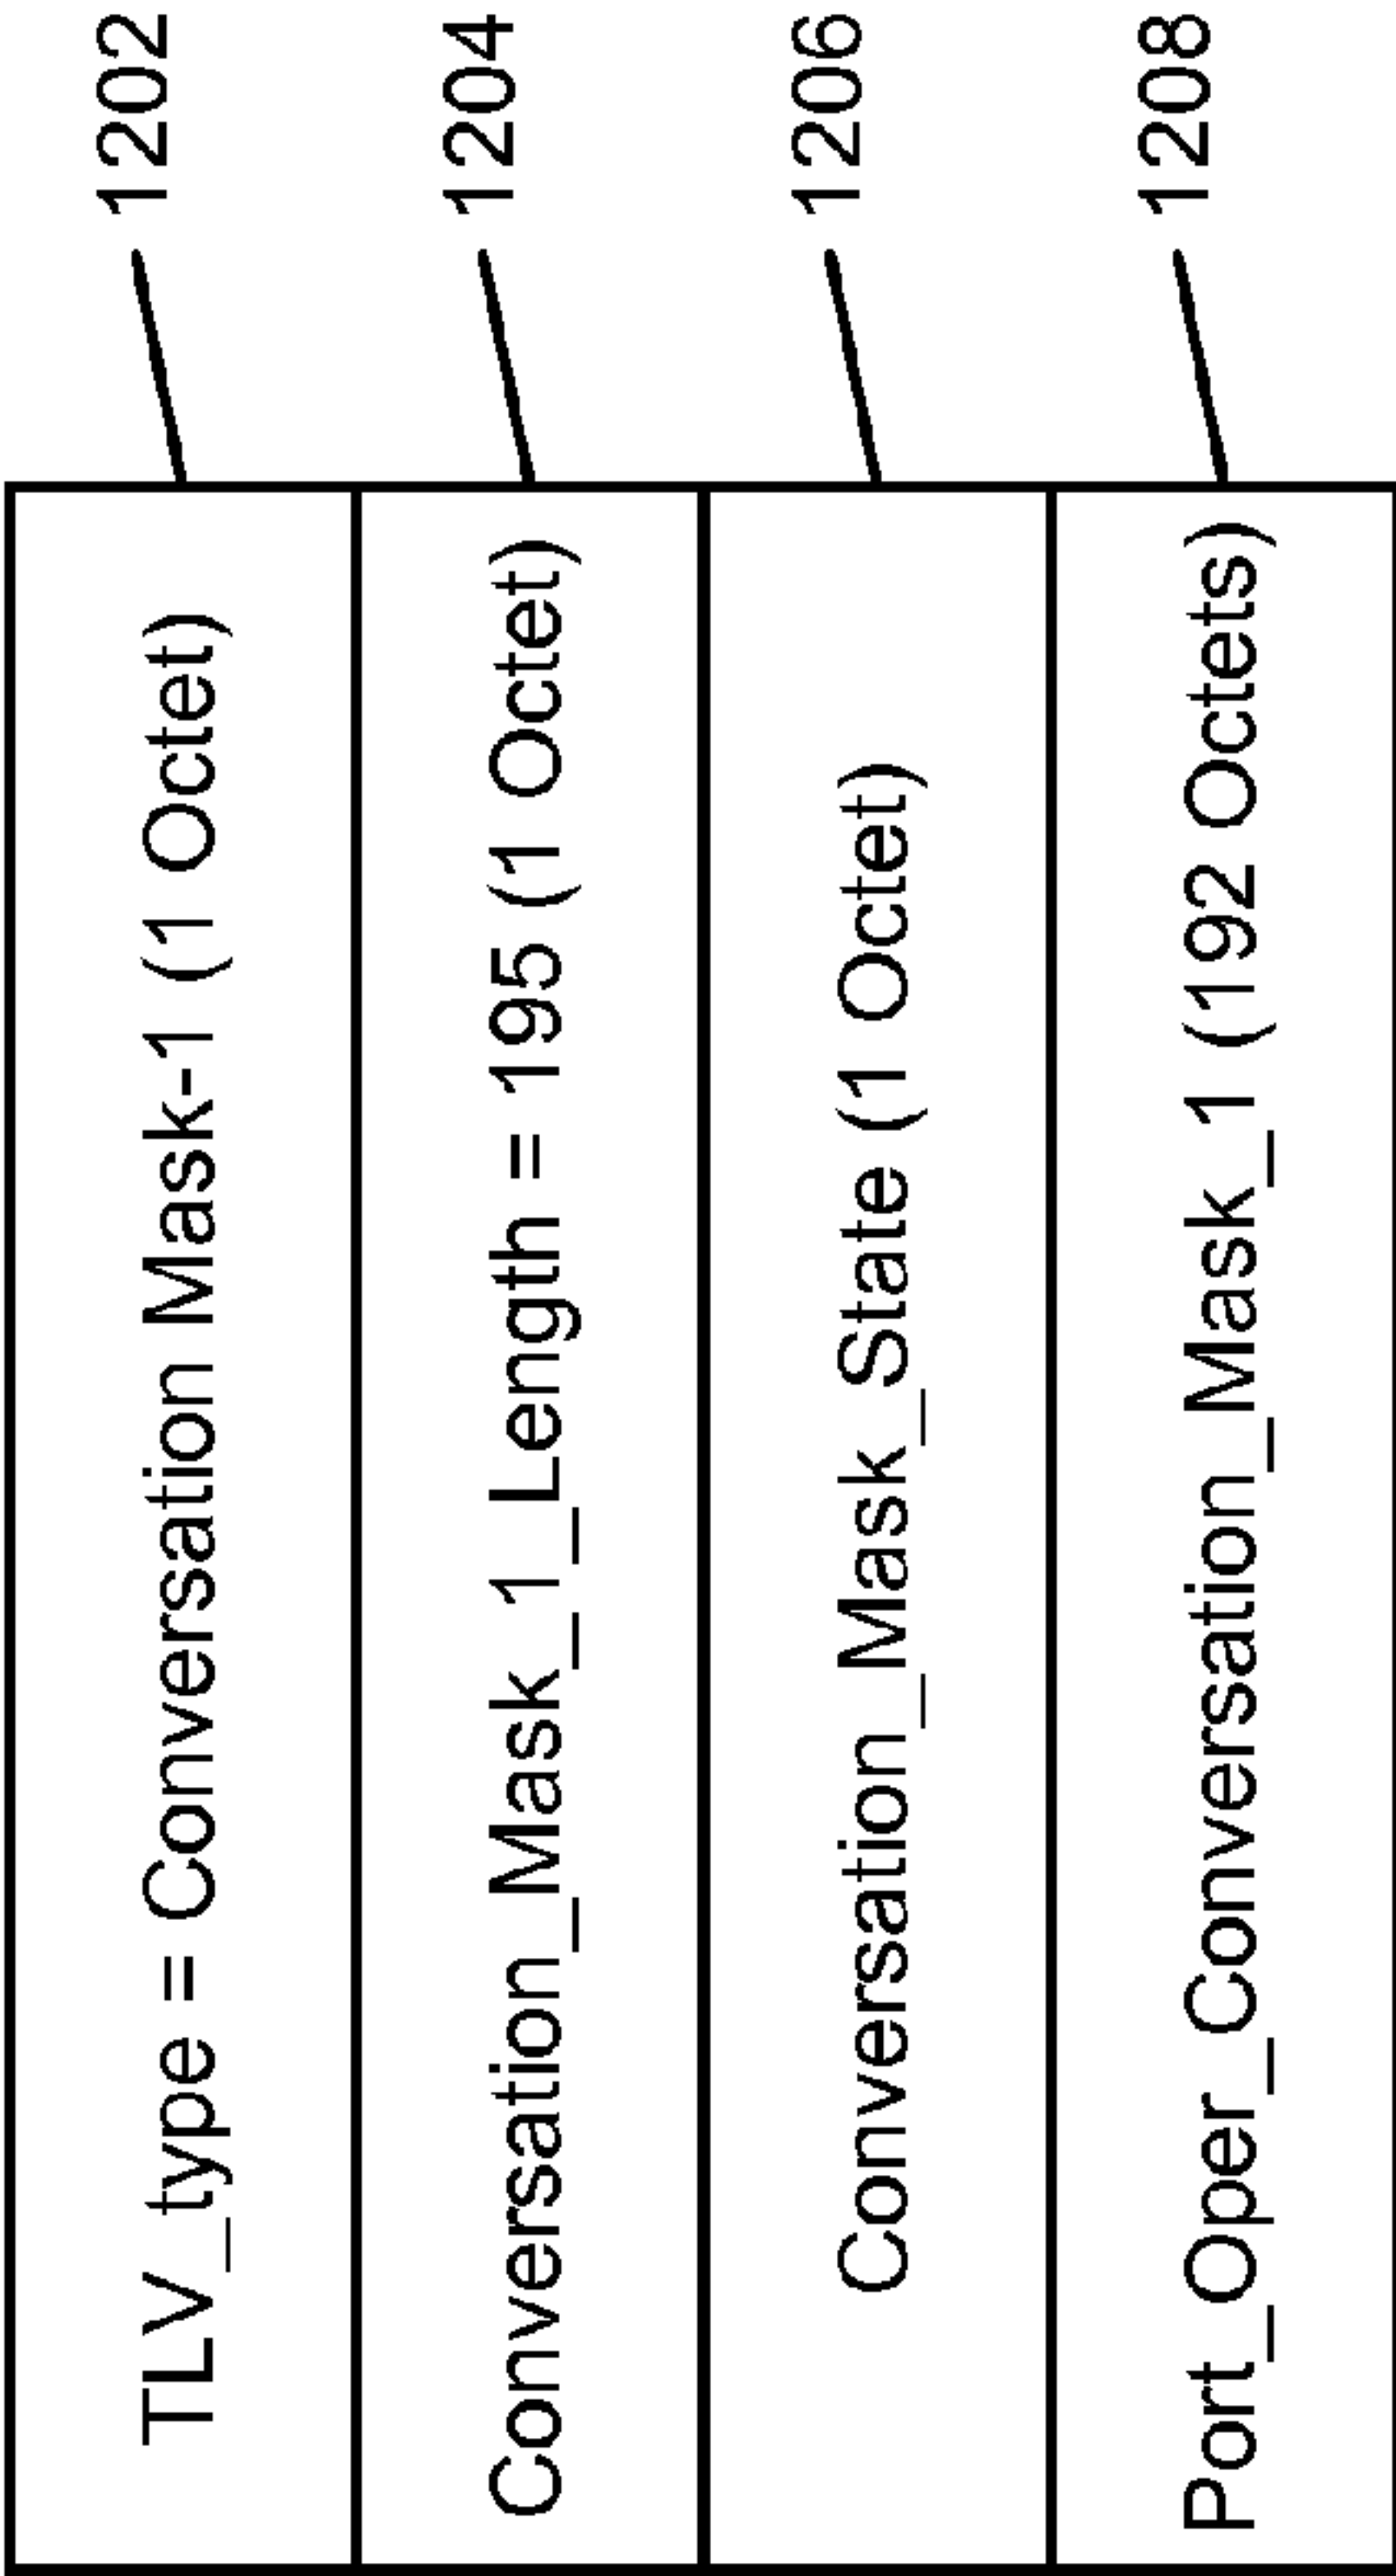 TLV_type = Conversation Mask-1 (1 Octet) 1202
Conversation_Mask_1_Length = 195 (1 Octet) 1204
Conversation_Mask_State (1 Octet) 1206
Port_Oper_Conversation_Mask_1 (192 Octets) 1208